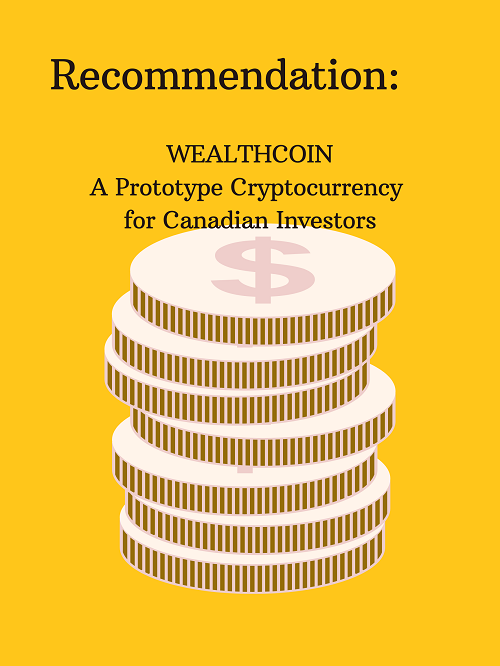 Recommendation:
WEALTHCOIN
A Prototype Cryptocurrency
for Canadian Investors
$